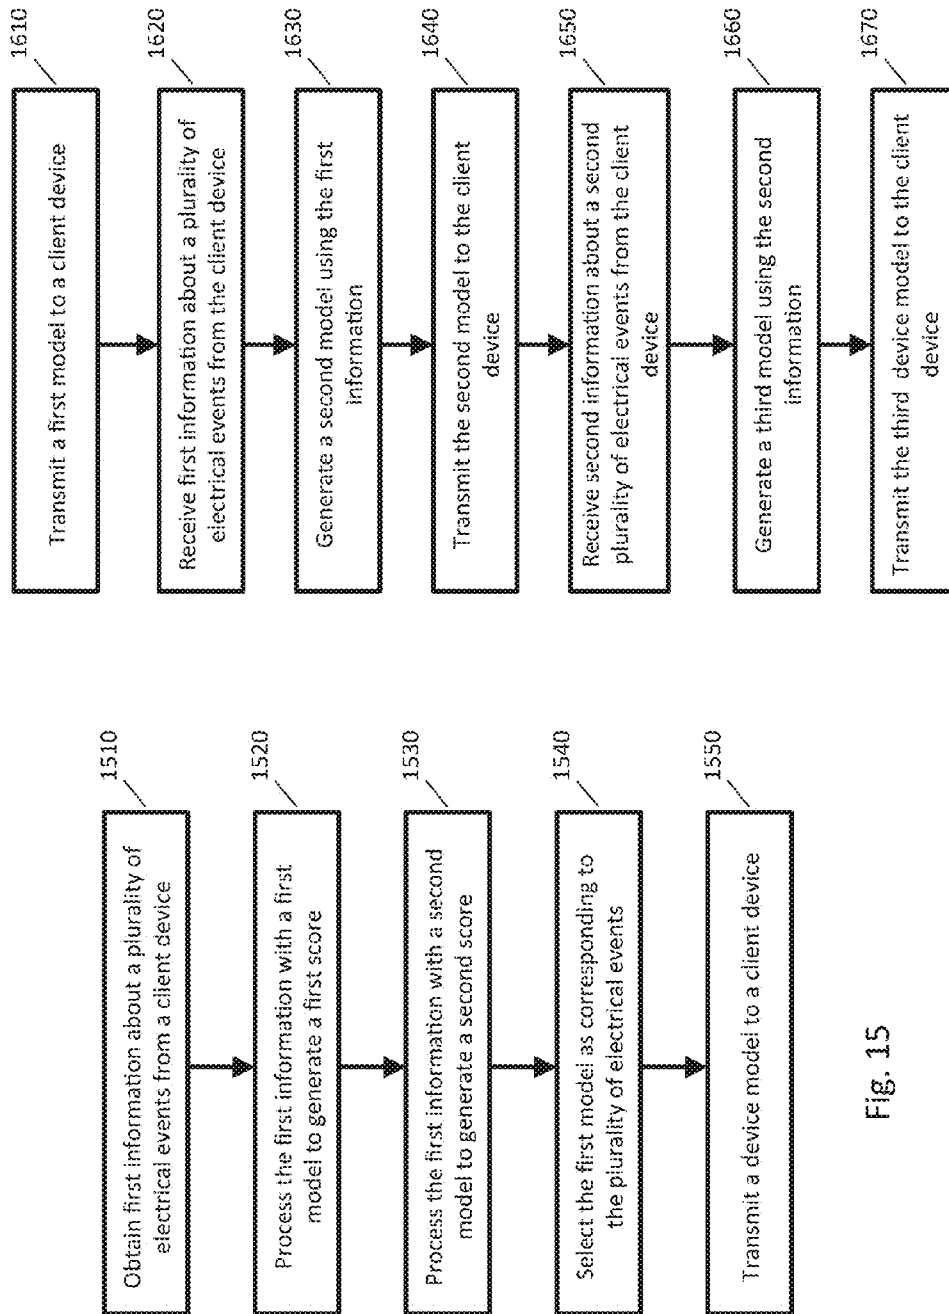 1510
Obtain first information about a plurality of
electrical events from a client device
1520
Process the first information with a first
model to generate a first score
1530
Process the first information with a second
model to generate a second score
1540
Select the first model as corresponding to
the plurality of electrical events
1550
Transmit a device model to a client device
Fig. 15
1610
Transmit a first model to a client device
1620
Receive first information about a plurality of
electrical events from the client device
1630
Generate a second model using the first
information
1640
Transmit the second model to the client
device
1650
Receive second information about a second
plurality of electrical events from the client
device
1660
Generate a third model using the second
information
1670
Transmit the third device model to the client
device